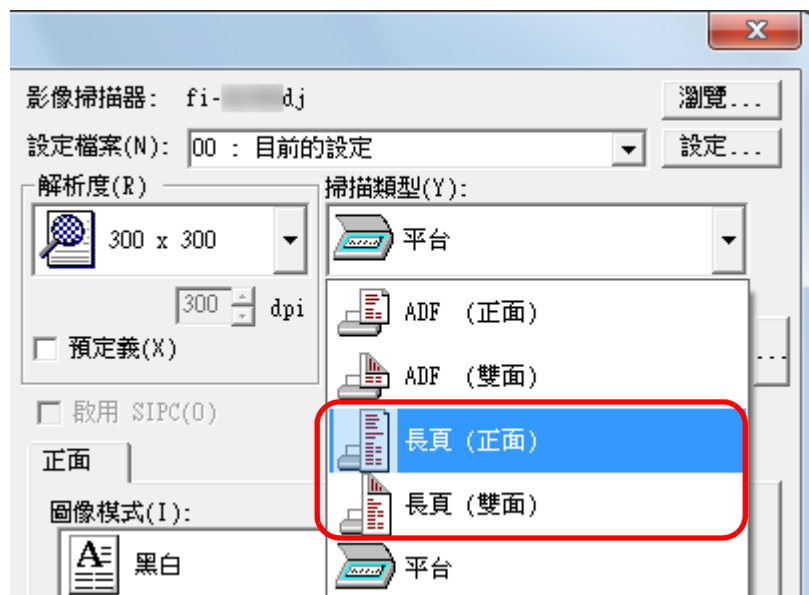 影像掃描器: fi- dj
瀏覽...
設定檔案(N): 00 : 目前的設定
設定...
解析度(R)
300 x 300
300 dpi
預定義(X)
掃描類型(Y):
平台
ADF (正面)
ADF (雙面)
長頁 (正面)
長頁 (雙面)
平台
...
啟用 SIPC(O)
正面
圖像模式(I):
黑白